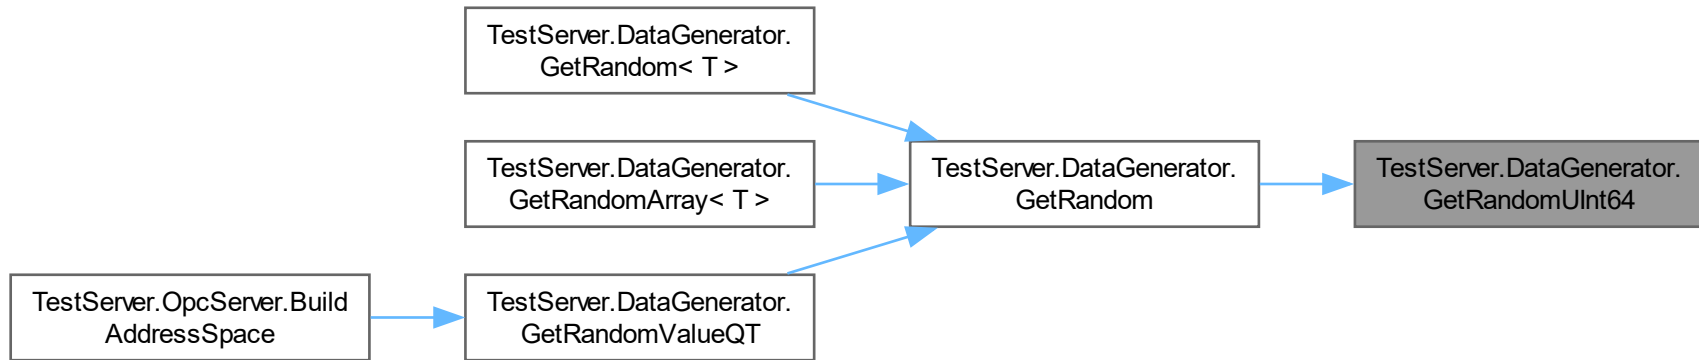 TestServer.DataGenerator.
GetRandom< T >
TestServer.DataGenerator.
GetRandomArray< T >
TestServer.DataGenerator.
GetRandom
TestServer.DataGenerator.
GetRandomUInt64
TestServer.OpcServer.Build
AddressSpace
TestServer.DataGenerator.
GetRandomValueQT